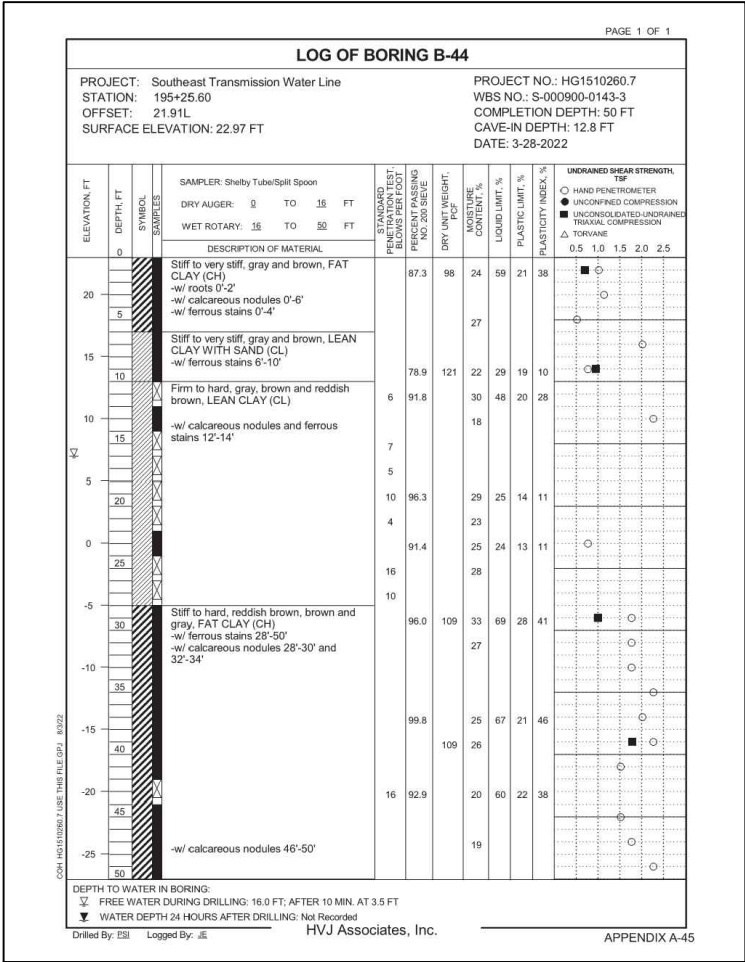 PAGE 1 OF 1
LOG OF BORING B-44
PROJECT: Southeast Transmission Water Line
PROJECT NO.: HG1510260.7
STATION: 195+25.60
WBS NO.: S-000900-0143-3
OFFSET: 21.91L
COMPLETION DEPTH: 50 FT
SURFACE ELEVATION: 22.97 FT
CAVE-IN DEPTH: 12.8 FT
DATE: 3-28-2022
ELEVATION, FT
DEPTH, FT
SYMBOL
SAMPLES
SAMPLER: Shelby Tube/Split Spoon
DRY AUGER: 0 TO 16 FT
WET ROTARY: 16 TO 50 FT
DESCRIPTION OF MATERIAL
STANDARD
PENETRATION TEST,
BLOWS PER FOOT
PERCENT PASSING
NO. 200 SIEVE
DRY UNIT WEIGHT,
PCF
MOISTURE
CONTENT, %
LIQUID LIMIT, %
PLASTIC LIMIT, %
PLASTICITY INDEX, %
UNDRAINED SHEAR STRENGTH,
TSF
HAND PENETROMETER
UNCONFINED COMPRESSION
UNCONSOLIDATED-UNDRAINED
TRIAXIAL COMPRESSION
TORVANE
0.5 1.0 1.5 2.0 2.5
0
Stiff to very stiff, gray and brown, FAT
CLAY (CH)
87.3 98 24 59 21 38
-w/ roots 0'-2'
-w/ calcareous nodules 0'-6'
20
-w/ ferrous stains 0'-4'
5
27
Stiff to very stiff, gray and brown, LEAN
CLAY WITH SAND (CL)
15
-w/ ferrous stains 6'-10'
10
78.9 121 22 29 19 10
Firm to hard, gray, brown and reddish
brown, LEAN CLAY (CL)
6 91.8 30 48 20 28
10
18
-w/ calcareous nodules and ferrous
stains 12'-14'
15
7
5
5
20
10 96.3 29 25 14 11
4 23
0
91.4 25 24 13 11
25
16 28
10
-5
Stiff to hard, reddish brown, brown and
gray, FAT CLAY (CH)
30
96.0 109 33 69 28 41
-w/ ferrous stains 28'-50'
-w/ calcareous nodules 28'-30' and
32'-34'
27
-10
35
99.8 25 67 21 46
-15
40
109 26
-20
16 92.9 20 60 22 38
45
19
-w/ calcareous nodules 46'-50'
-25
50
DEPTH TO WATER IN BORING:
FREE WATER DURING DRILLING: 16.0 FT; AFTER 10 MIN. AT 3.5 FT
WATER DEPTH 24 HOURS AFTER DRILLING: Not Recorded
Drilled By: PSI Logged By: JE
HVJ Associates, Inc.
APPENDIX A-45
COH HG1510260.7 USE THIS FILE.GPJ 8/3/22